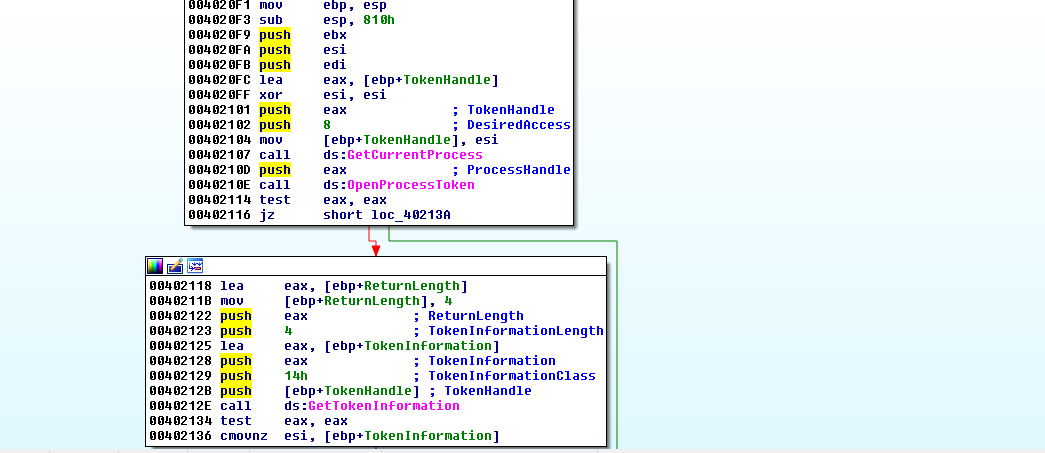 004020F1 mov ebp, esp
004020F3 sub esp, 810h
004020F9 push ebx
004020FA push esi
004020FB push edi
004020FC lea eax, [ebp+TokenHandle]
004020FF xor esi, esi
00402101 push eax ; TokenHandle
00402102 push 8 ; DesiredAccess
00402104 mov [ebp+TokenHandle], esi
00402107 call ds:GetCurrentProcess
0040210D push eax ; ProcessHandle
0040210E call ds:OpenProcessToken
00402114 test eax, eax
00402116 jz short loc_40213A
00402118 lea eax, [ebp+ReturnLength]
0040211B mov [ebp+ReturnLength], 4
00402122 push eax ; ReturnLength
00402123 push 4 ; TokenInformationLength
00402125 lea eax, [ebp+TokenInformation]
00402128 push eax ; TokenInformation
00402129 push 14h ; TokenInformationClass
0040212B push [ebp+TokenHandle] ; TokenHandle
0040212E call ds:GetTokenInformation
00402134 test eax, eax
00402136 cmovnz esi, [ebp+TokenInformation]